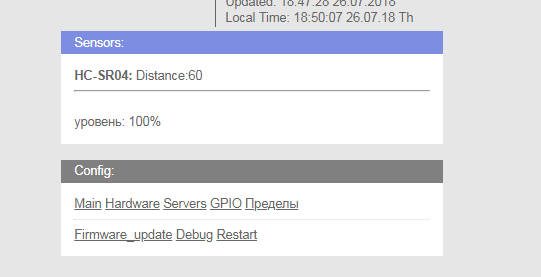 Updated: 18:47:28 26.07.2018
Local Time: 18:50:07 26.07.18 Th
Sensors:
HC-SR04: Distance:60
уровень: 100%
Config:
Main Hardware Servers GPIO Пределы
Firmware_update Debug Restart